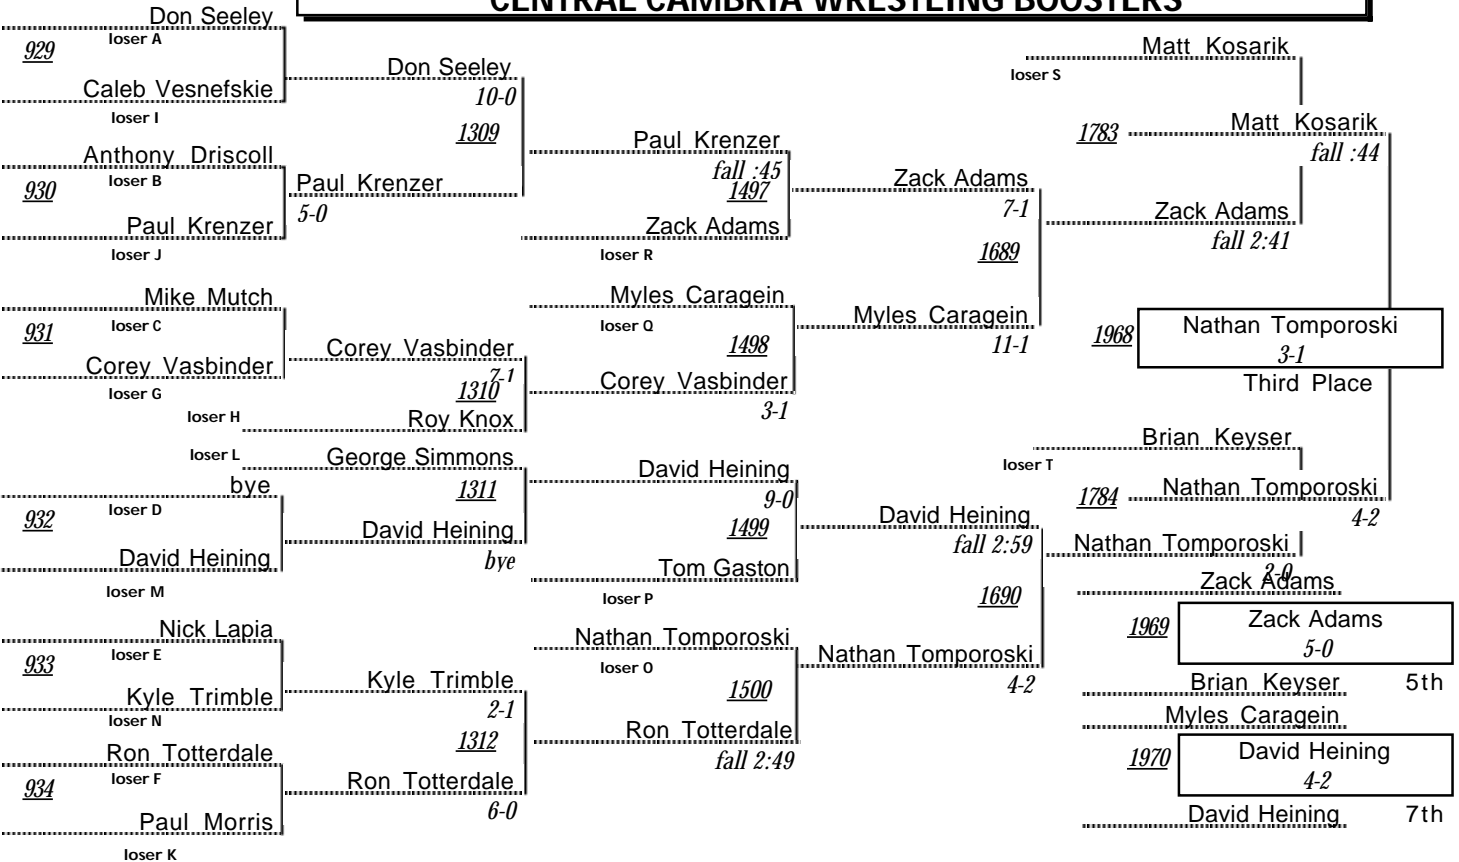 CENTRAL CAMBRIA WRESTLING BOOSTERS
Don Seeley
loser A
929
Caleb Vesnefskie
loser I
Anthony Driscoll
loser B
930
Paul Krenzer
loser J
Mike Mutch
loser C
931
Corey Vasbinder
loser G
loser H
loser L
bye
loser D
932
David Heining
loser M
Nick Lapia
loser E
933
Kyle Trimble
loser N
Ron Totterdale
loser F
934
Paul Morris
loser K
Don Seeley
10-0
1309
Paul Krenzer
5-0
Corey Vasbinder
7-1
1310
Roy Knox
George Simmons
1311
David Heining
bye
Kyle Trimble
2-1
1312
Ron Totterdale
6-0
Paul Krenzer
fall :45
1497
Zack Adams
loser R
Myles Caragein
loser Q
1498
Corey Vasbinder
3-1
David Heining
9-0
1499
Tom Gaston
loser P
Nathan Tomporoski
loser O
1500
Ron Totterdale
fall 2:49
Zack Adams
7-1
1689
Myles Caragein
11-1
David Heining
fall 2:59
1690
Nathan Tomporoski
4-2
Matt Kosarik
loser S
1783
Zack Adams
fall 2:41
Matt Kosarik
fall :44
1968
Nathan Tomporoski
3-1
Third Place
Brian Keyser
loser T
1784
Nathan Tomporoski
4-2
Nathan Tomporoski
2-0
Zack Adams
1969
Zack Adams
5-0
Brian Keyser
5th
Myles Caragein
1970
David Heining
4-2
David Heining
7th